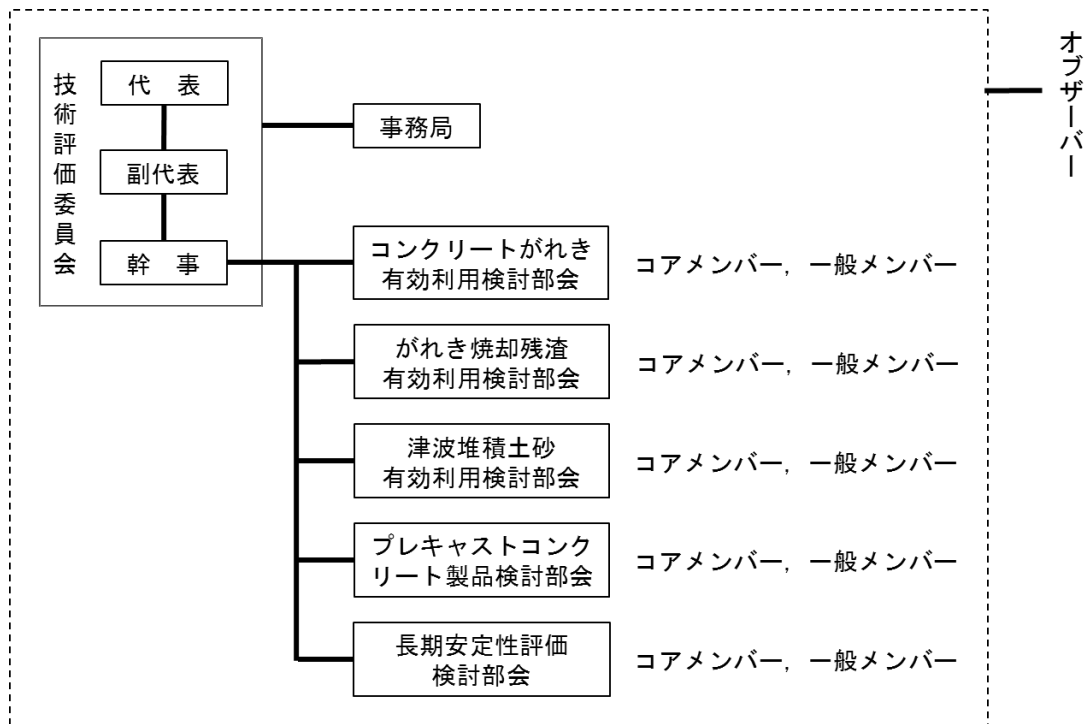 技術評価委員会
代　表
副代表
幹　事
事務局
コンクリートがれき
有効利用検討部会
コアメンバー，一般メンバー
がれき焼却残渣
有効利用検討部会
コアメンバー，一般メンバー
津波堆積土砂
有効利用検討部会
コアメンバー，一般メンバー
プレキャストコンク
リート製品検討部会
コアメンバー，一般メンバー
長期安定性評価
検討部会
コアメンバー，一般メンバー
オブザーバー